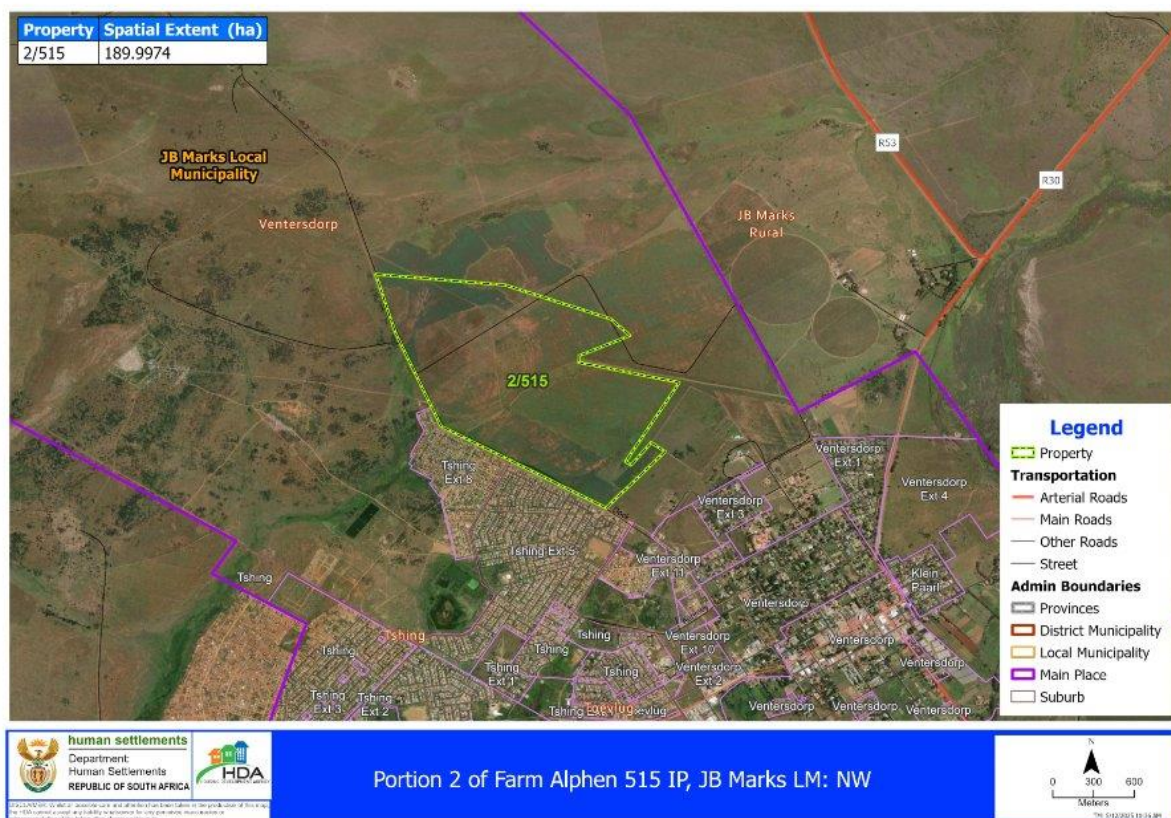 Property Spatial Extent (ha)
2/515 189.9974
JB Marks Local
Municipality
Ventersdorp
JB Marks
Rural
R53
R30
2/515
Tshing
Ext 8
Tshing Ext 5
Ventersdorp
Ext 3
Ventersdorp
Ext 1
Ventersdorp
Ext 4
Ventersdorp
Ext 11
Klein
Paarl
Ventersdorp
Ventersdorp
Ventersdorp
Tshing
Tshing
Tshing
Ext 3
Tshing
Ext 2
Tshing
Tshing
Ext 1
Tshing
Tshing
Tshing
Ventersdorp
Ext 10
Ventersdorp
Ext 2
Ventersdorp
Ventersdorp
Ventersdorp
Legend
Property
Transportation
Arterial Roads
Main Roads
Other Roads
Street
Admin Boundaries
Provinces
District Municipality
Local Municipality
Main Place
Suburb
human settlements
Department:
Human Settlements
REPUBLIC OF SOUTH AFRICA
HDA
Portion 2 of Farm Alphen 515 IP, JB Marks LM: NW
N
0 300 600
Meters